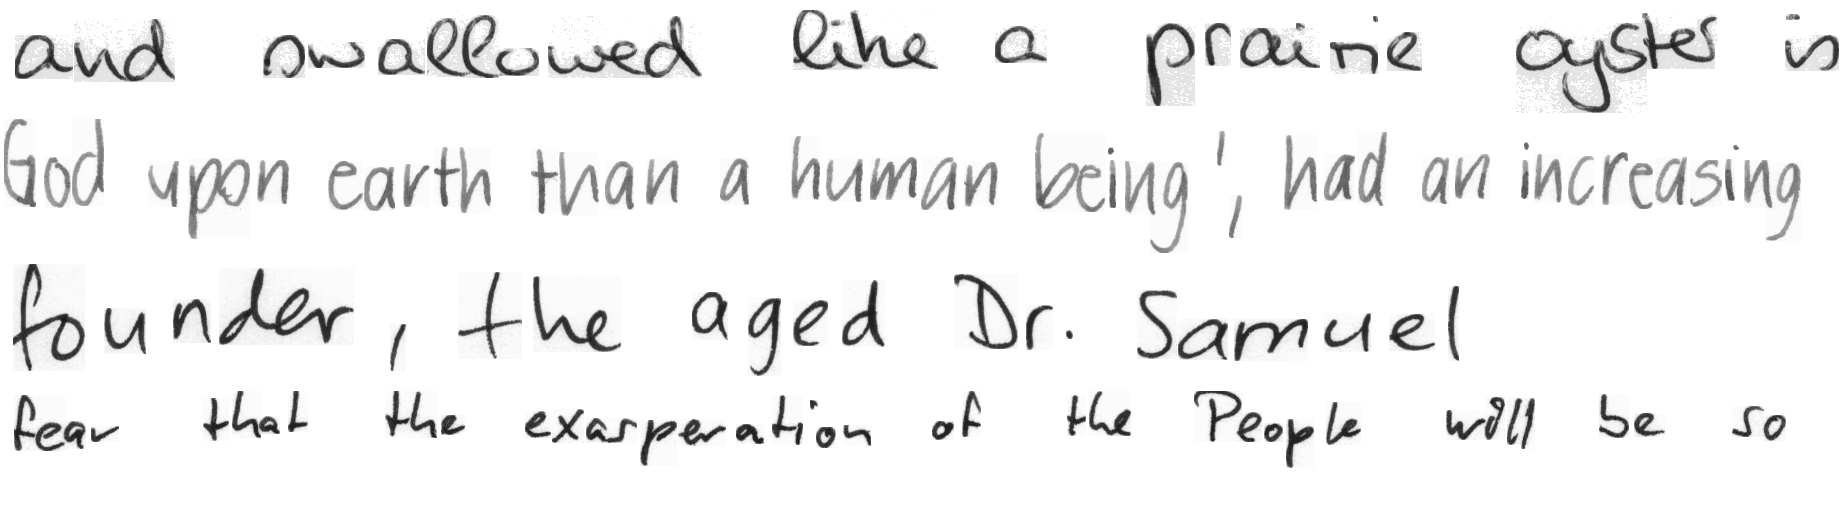 and swallowed like a prairie oyster is
God upon earth than a human being', had an increasing
founder, the aged Dr. Samuel
fear that the exasperation of the People will be so